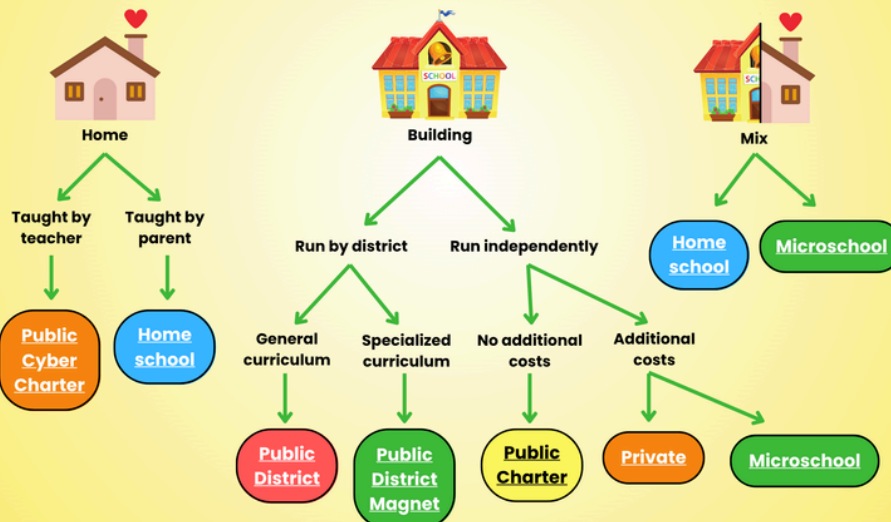 SCHOOL
SC
Home
Building
Mix
Taught by
teacher
Taught by
parent
Run by district
Run independently
Home
school
Microschool
Public
Cyber
Charter
Home
school
General
curriculum
Specialized
curriculum
No additional
costs
Additional
costs
Public
District
Public
District
Magnet
Public
Charter
Private
Microschool